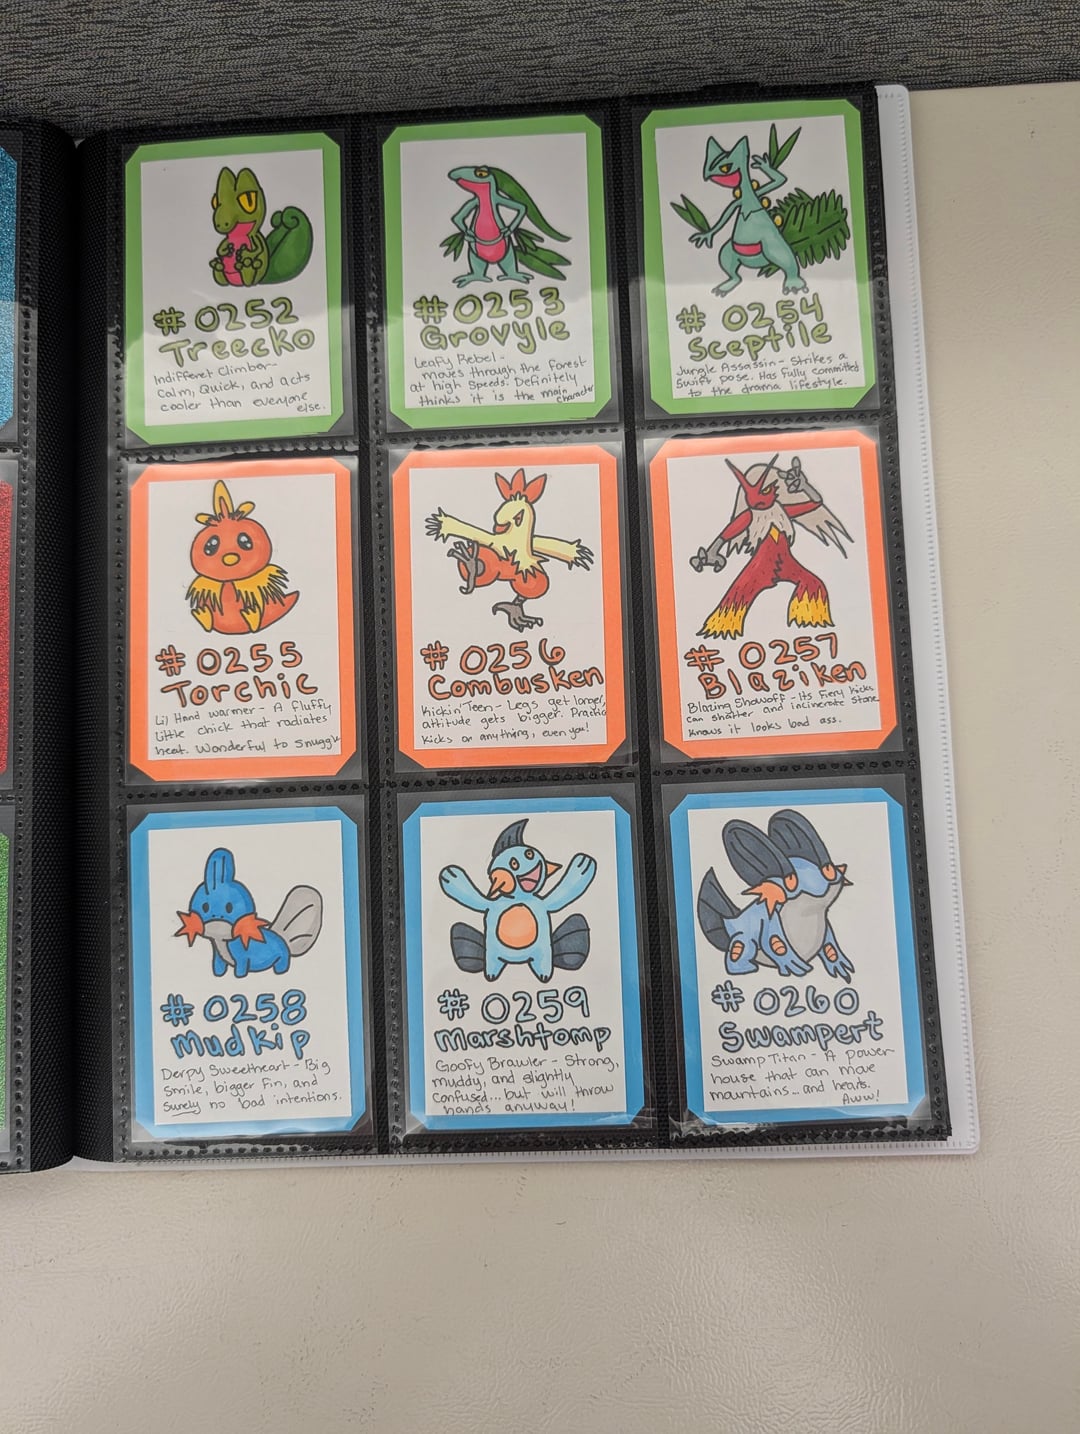 # 0252
Treecko
Indifferet Climber-
Calm, Quick, and acts
cooler than everyone
else.
# 0253
Grovyle
Leafy Rebel -
moves through the forest
at high speeds. Definitely
thinks it is the main character
# 0254
Sceptile
Jungle Assassin - Strikes a
Swift pose. Has fully committed
to the drama lifestyle.
# 0255
Torchic
Lil Hand warmer - A fluffy
little chick that radiates
heat. Wonderful to snuggle
# 0256
Combusken
Kickin' Teen - Legs get longer,
attitude gets bigger. Practice
kicks on anything, even you!
# 0257
Blaziken
Blazing Showoff - Its fiery kicks
can shatter and incinerate stone.
Knows it looks bad ass.
# 0258
Mudkip
Derpy Sweetheart - Big
Smile, bigger fin, and
surely no bad intentions.
# 0259
Marshtomp
Goofy Brawler - Strong,
muddy, and slightly
confused... but will throw
hands anyway!
# 0260
Swampert
Swamp Titan - A power
house that can move
mountains... and hearts.
Aww!